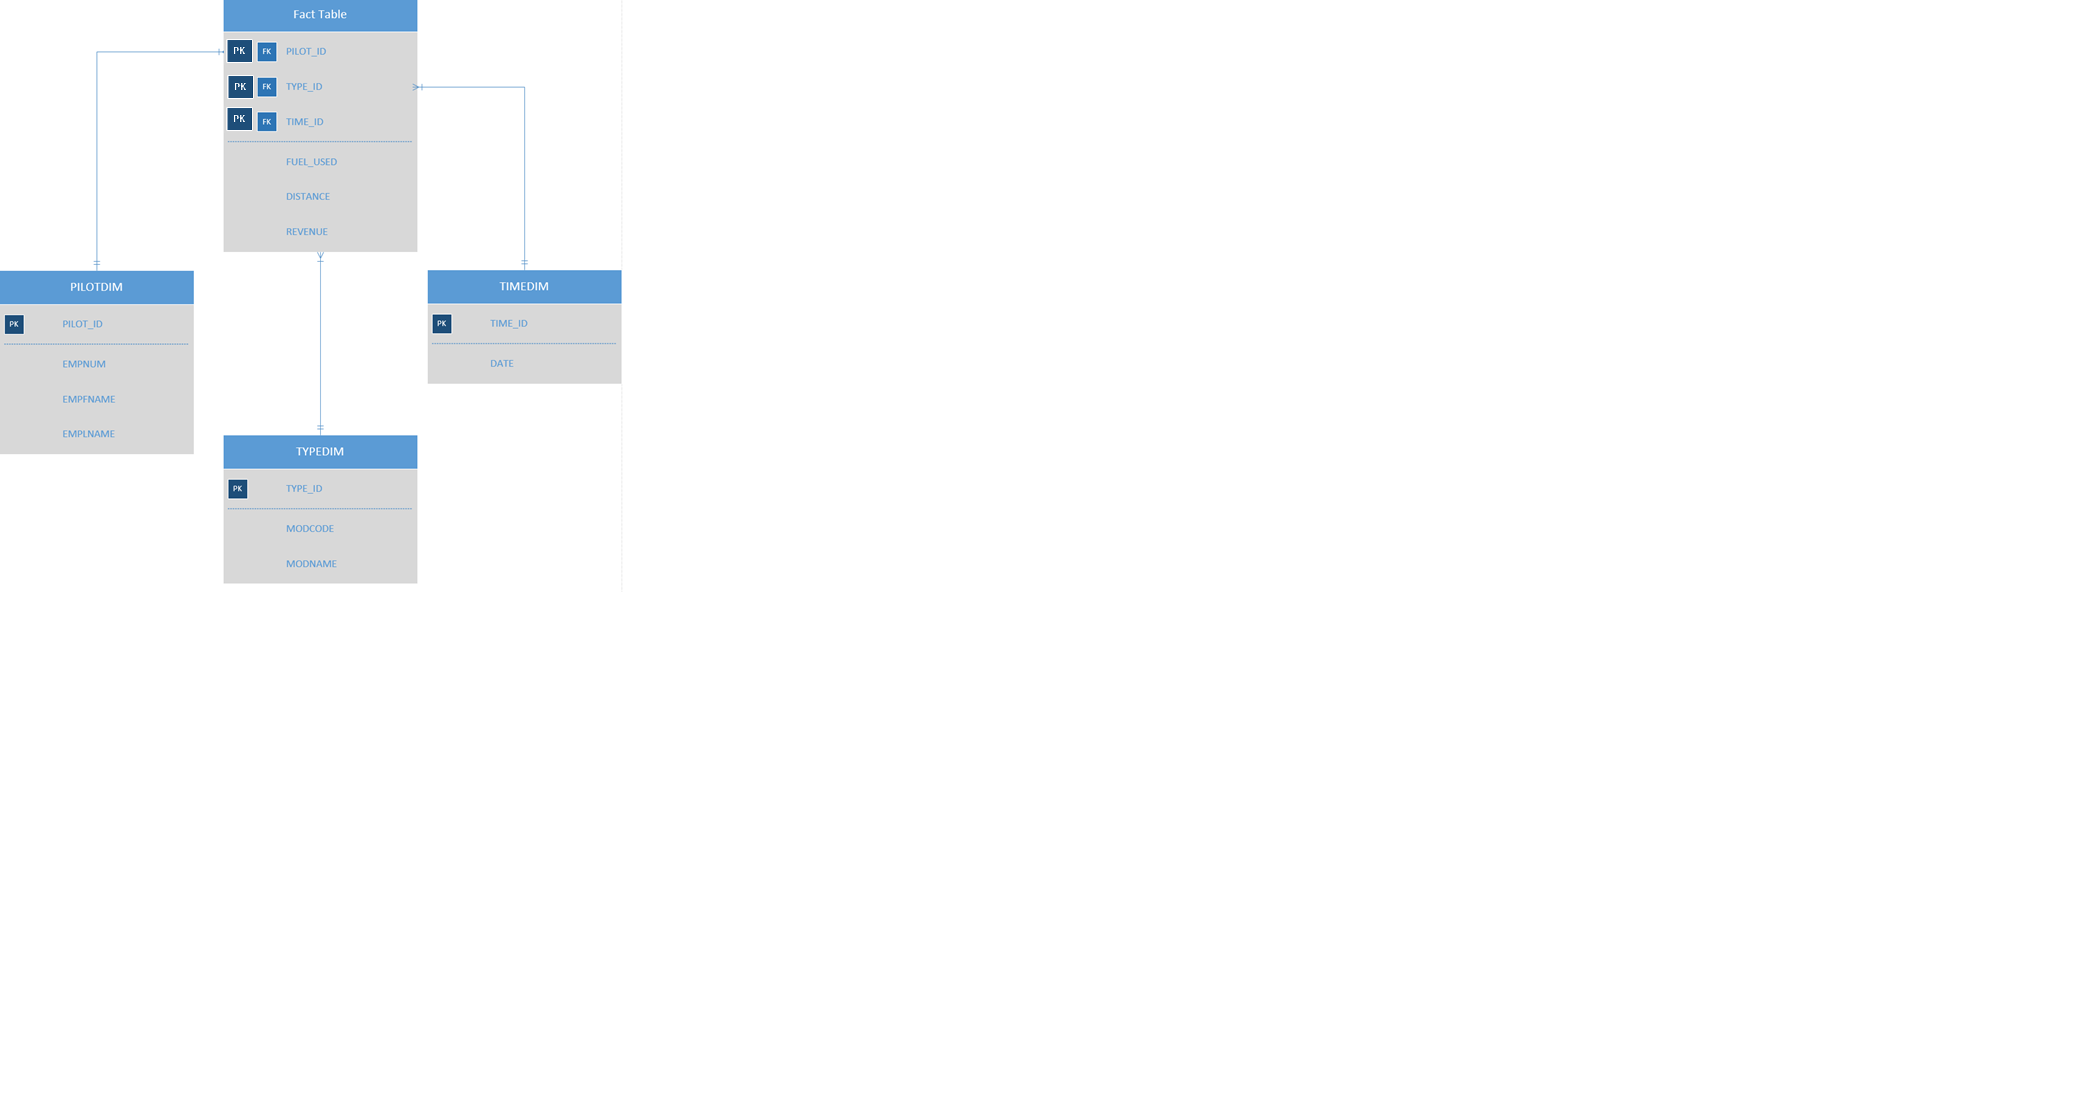 Fact Table
PK FK PILOT_ID
PK FK TYPE_ID
PK FK TIME_ID
FUEL_USED
DISTANCE
REVENUE
PILOTDIM
PK PILOT_ID
EMPNUM
EMPFNAME
EMPLNAME
TIMEDIM
PK TIME_ID
DATE
TYPEDIM
PK TYPE_ID
MODCODE
MODNAME